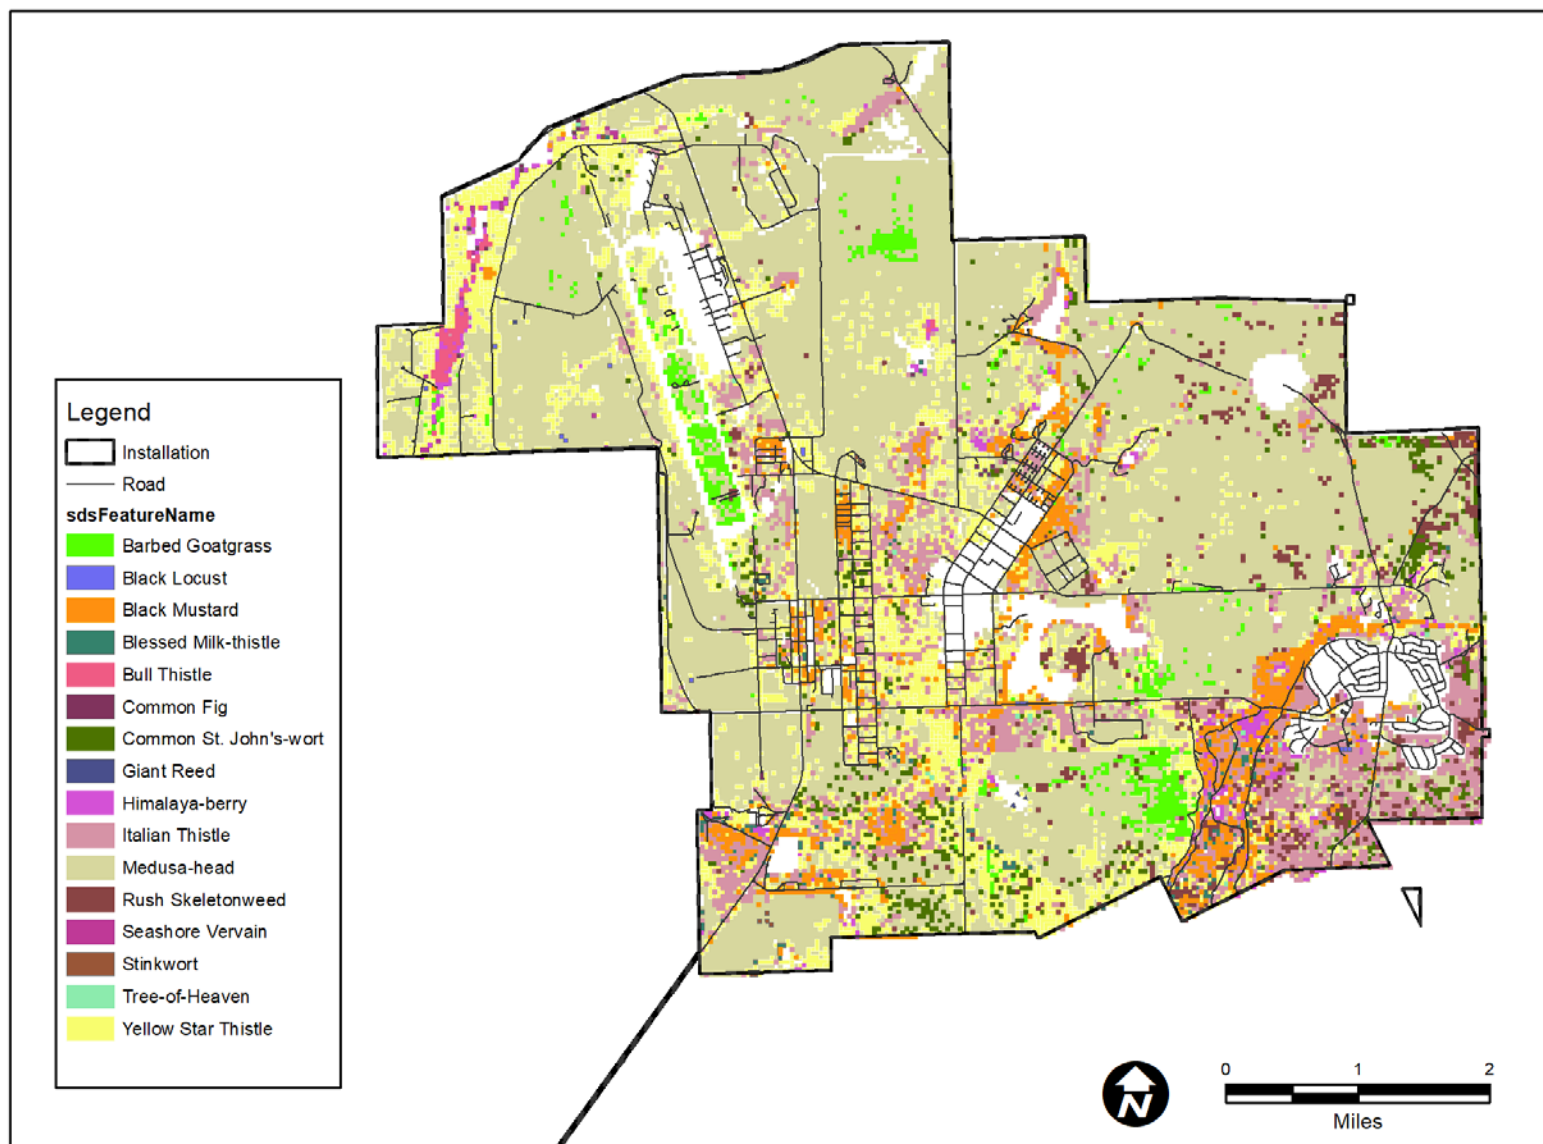 Legend
Installation
Road
sdsFeatureName
Barbed Goatgrass
Black Locust
Black Mustard
Blessed Milk-thistle
Bull Thistle
Common Fig
Common St. John's-wort
Giant Reed
Himalaya-berry
Italian Thistle
Medusa-head
Rush Skeletonweed
Seashore Vervain
Stinkwort
Tree-of-Heaven
Yellow Star Thistle
N
0 1 2
Miles